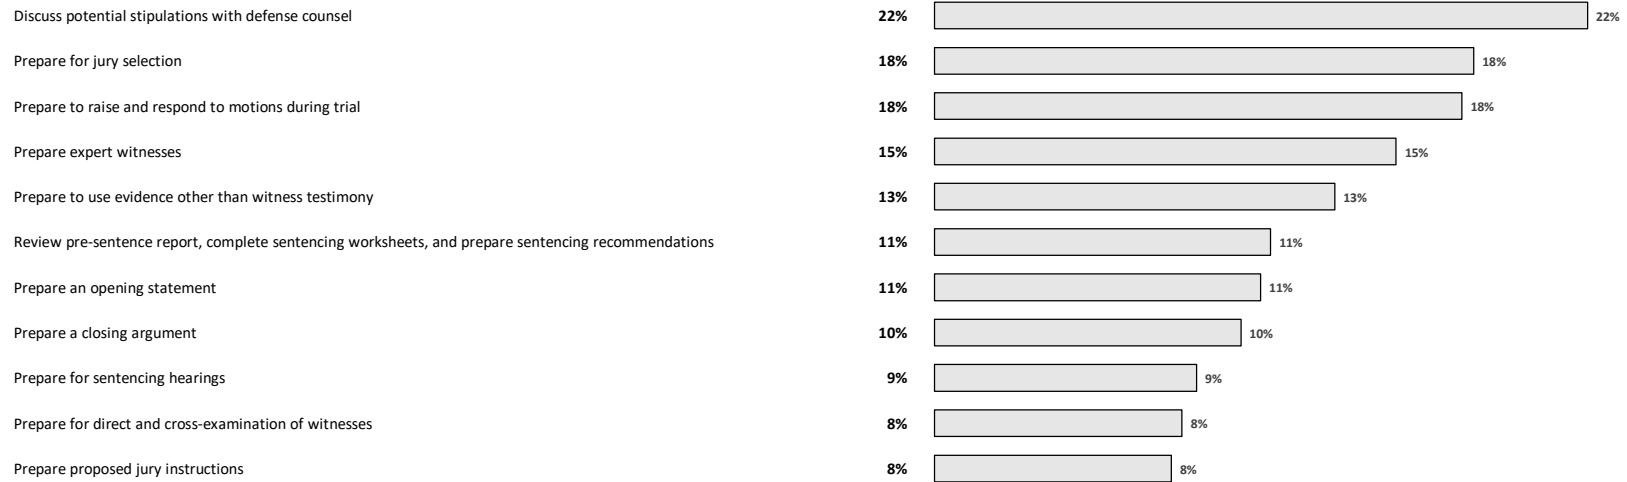 Discuss potential stipulations with defense counsel 22% 22%
Prepare for jury selection 18% 18%
Prepare to raise and respond to motions during trial 18% 18%
Prepare expert witnesses 15% 15%
Prepare to use evidence other than witness testimony 13% 13%
Review pre-sentence report, complete sentencing worksheets, and prepare sentencing recommendations 11% 11%
Prepare an opening statement 11% 11%
Prepare a closing argument 10% 10%
Prepare for sentencing hearings 9% 9%
Prepare for direct and cross-examination of witnesses 8% 8%
Prepare proposed jury instructions 8% 8%